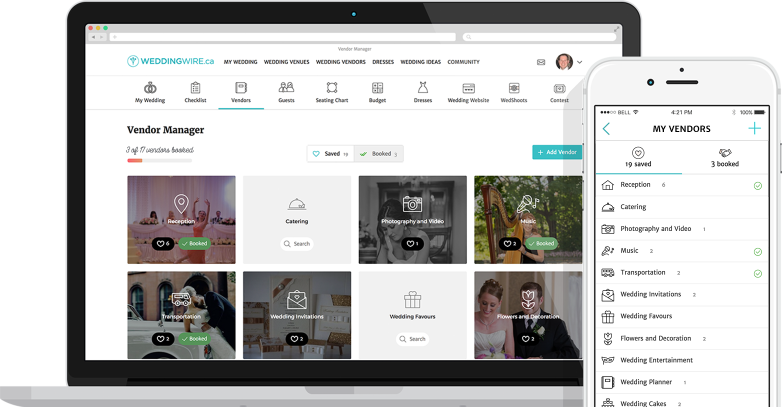 Vendor Manager
WEDDINGWIRE.ca
MY WEDDING WEDDING VENUES WEDDING VENDORS DRESSES WEDDING IDEAS COMMUNITY
My Wedding Checklist Vendors Guests Seating Chart Budget Dresses Wedding Website WedShoots Contest
Vendor Manager
3 of 17 vendors booked
Saved 19 Booked 3
+ Add Vendor
Reception
6 Booked
Catering
Search
Photography and Video
1
Music
2 Booked
Transportation
2 Booked
Wedding Invitations
2
Wedding Favours
Search
Flowers and Decoration
2
BELL 4:21 PM 100%
MY VENDORS
19 saved 3 booked
Reception 6
Catering
Photography and Video 1
Music 2
Transportation 2
Wedding Invitations 2
Wedding Favours
Flowers and Decoration 2
Wedding Entertainment
Wedding Planner 1
Wedding Cakes 2